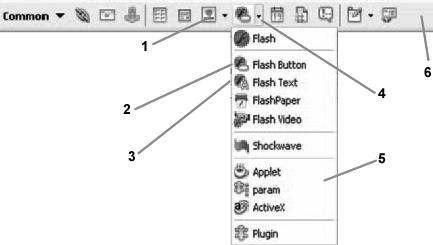 Common
6
1
Flash
4
2
Flash Button
Flash Text
FlashPaper
3
Flash Video
Shockwave
5
Applet
param
ActiveX
Plugin